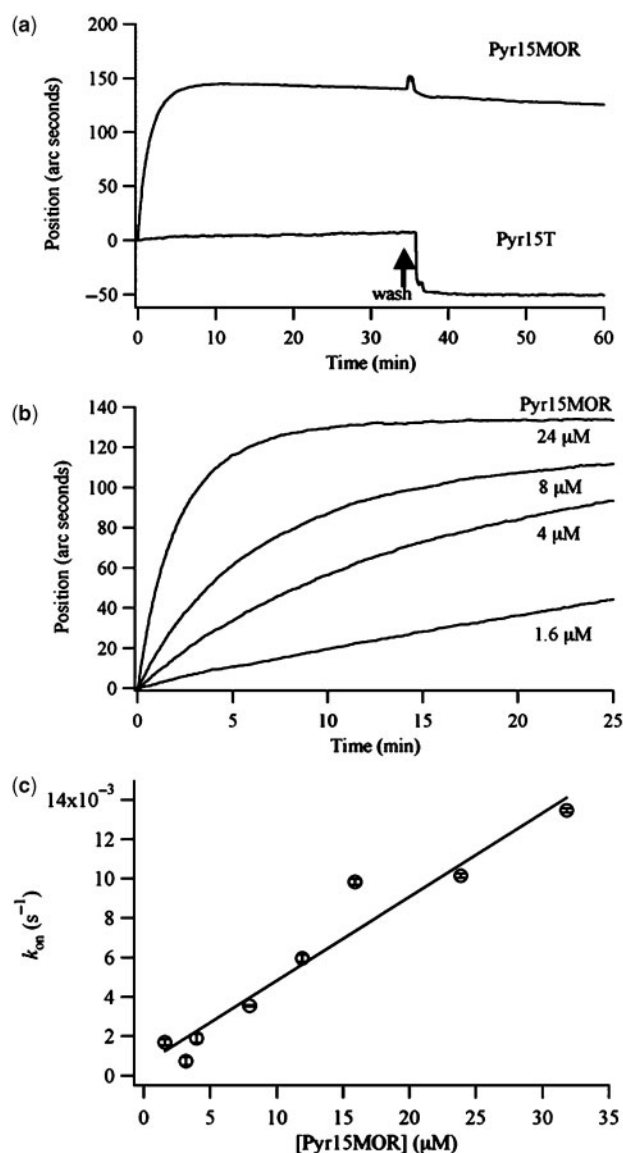 (a)
200
150
100
50
0
−50
Position (arc seconds)
Pyr15MOR
Pyr15T
wash
0 10 20 30 40 50 60
Time (min)
(b)
140
120
100
80
60
40
20
0
Position (arc seconds)
Pyr15MOR
24 µM
8 µM
4 µM
1.6 µM
0 5 10 15 20 25
Time (min)
(c)
14x10⁻³
12
10
8
6
4
2
0
kon (s⁻¹)
0 5 10 15 20 25 30 35
[Pyr15MOR] (µM)